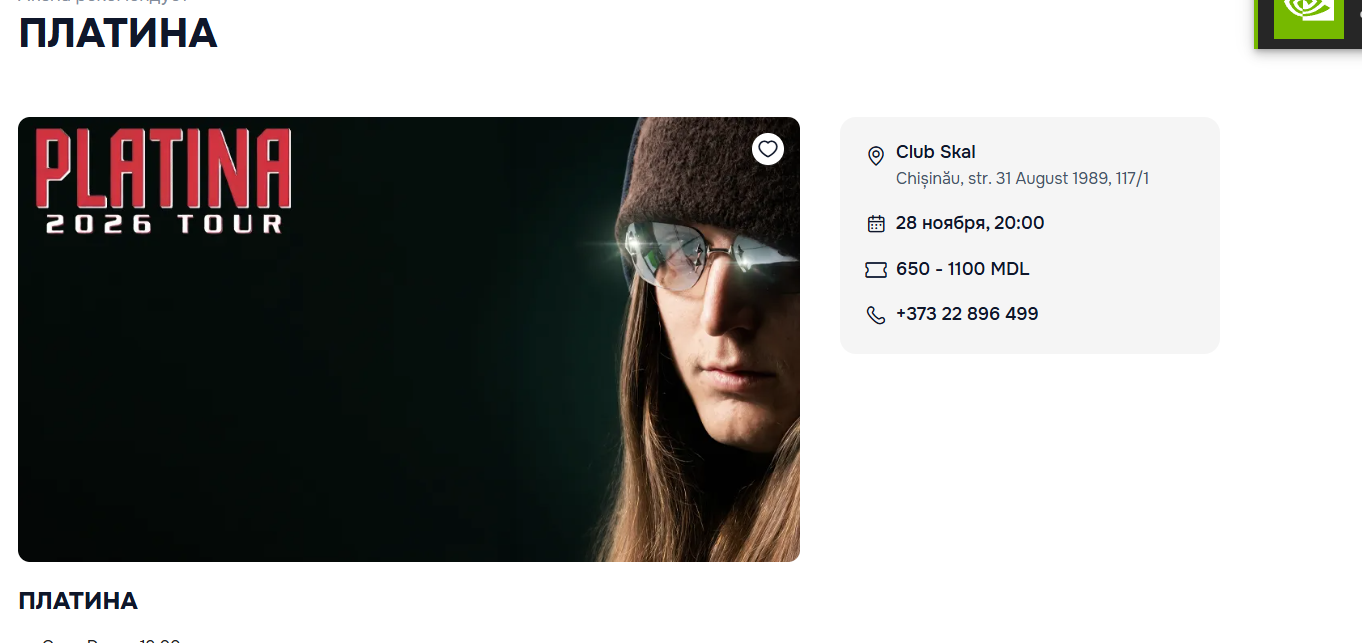 ПЛАТИНА
PLATINA
2026 TOUR
Club Skal
Chișinău, str. 31 August 1989, 117/1
28 ноября, 20:00
650 - 1100 MDL
+373 22 896 499
ПЛАТИНА